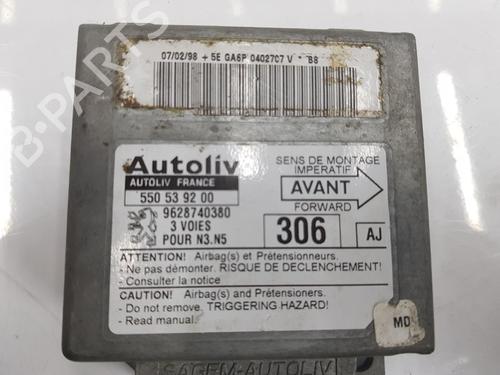 07/02/98 + 5E GA6P 0402707 V * B8
Autoliv
AUTOLIV FRANCE
550 53 92 00
9628740380
3 VOIES
POUR N3.N5
SENS DE MONTAGE
IMPERATIF
AVANT
FORWARD
306
AJ
ATTENTION! Airbag(s) et Prétensionneurs.
- Ne pas démonter. RISQUE DE DECLENCHEMENT!
- Consulter la notice
CAUTION! Airbag(s) and Pretensioners.
- Do not remove. TRIGGERING HAZARD!
- Read manual.
MD
SAGEM-AUTOLIV
B-Parts